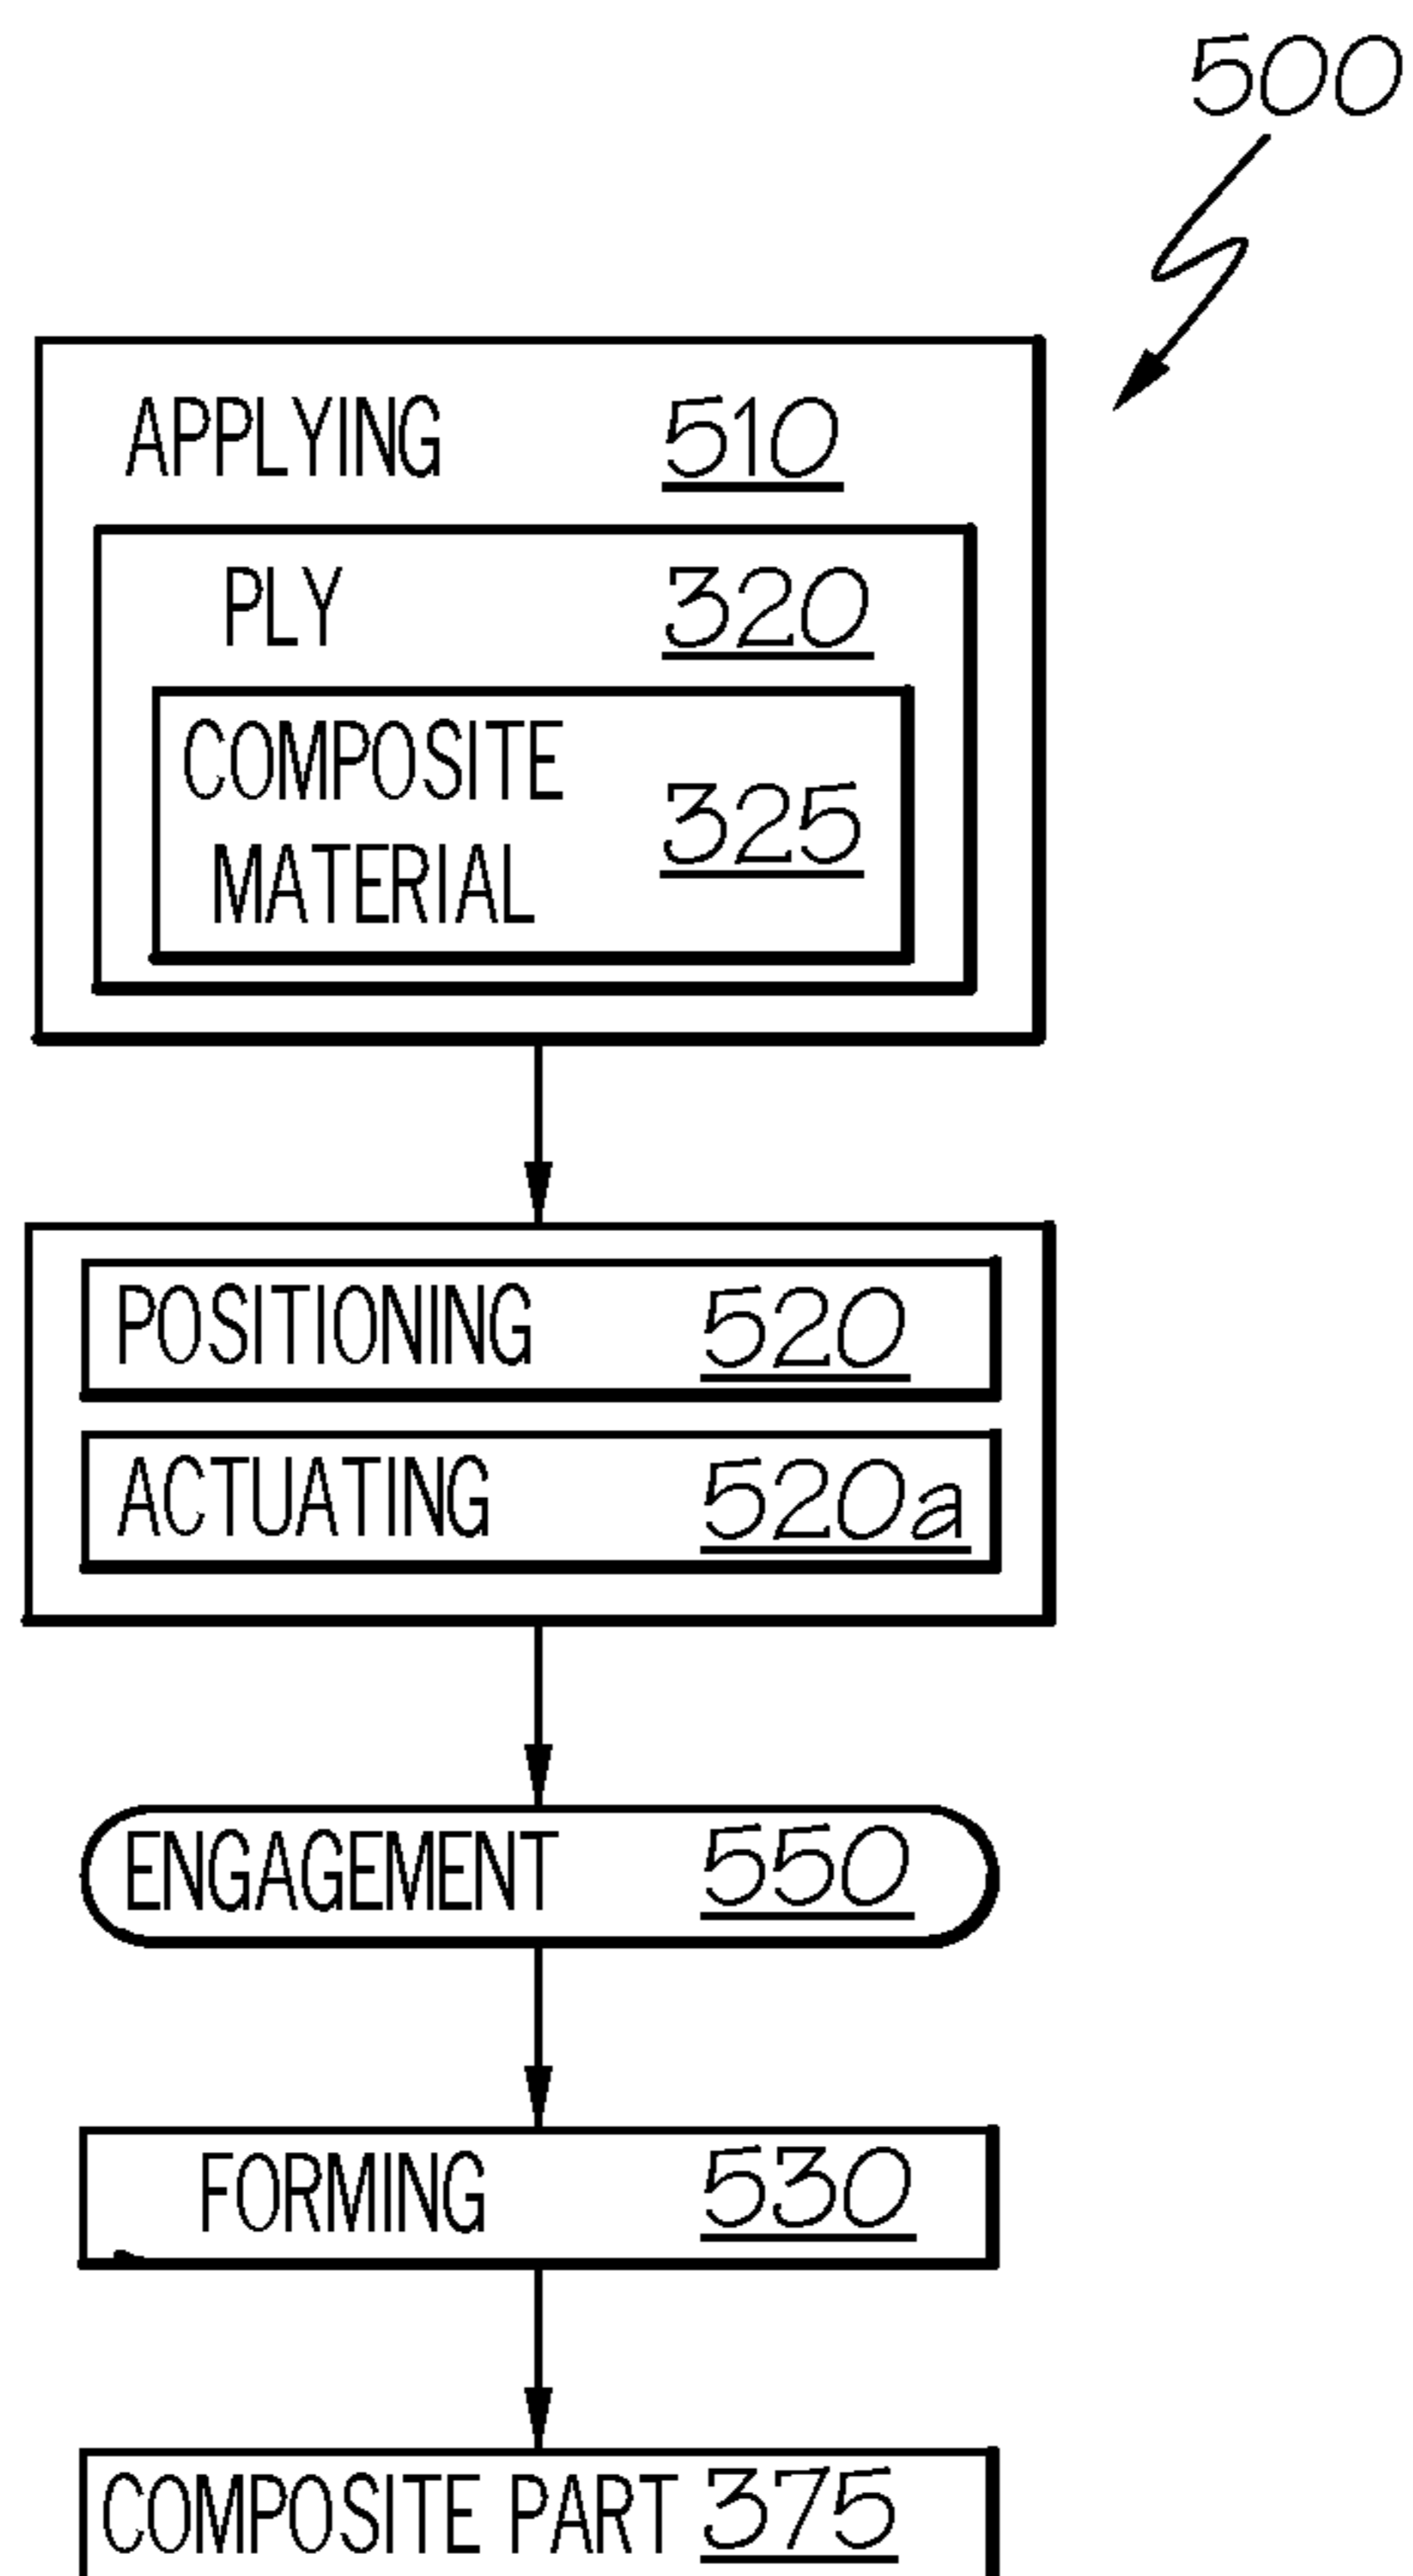 500
APPLYING 510
PLY 320
COMPOSITE
MATERIAL 325
POSITIONING 520
ACTUATING 520a
ENGAGEMENT 550
FORMING 530
COMPOSITE PART 375